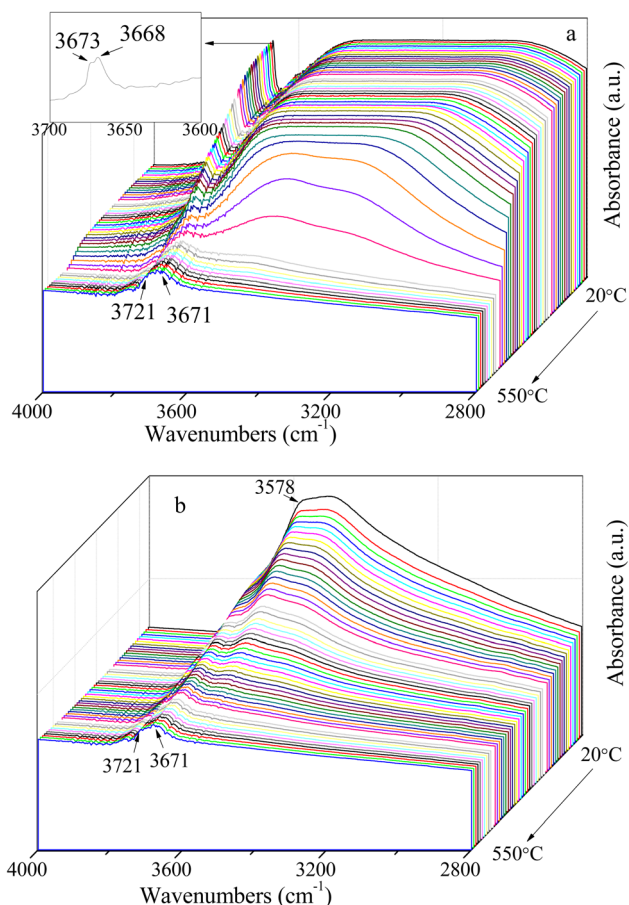 a
3673 3668
3700 3650 3600
Absorbance (a.u.)
3721 3671
20°C
550°C
4000 3600 3200 2800
Wavenumbers (cm⁻¹)
b
3578
Absorbance (a.u.)
3721 3671
20°C
550°C
4000 3600 3200 2800
Wavenumbers (cm⁻¹)